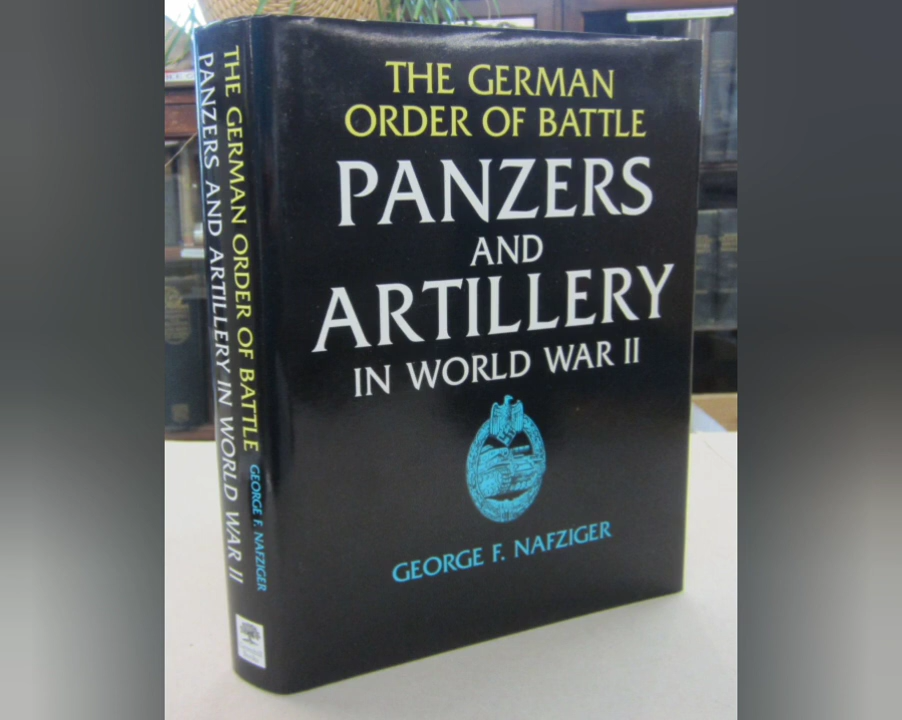 THE GERMAN
ORDER OF BATTLE
PANZERS
AND
ARTILLERY
IN WORLD WAR II
GEORGE F. NAFZIGER
THE GERMAN ORDER OF BATTLE
PANZERS AND ARTILLERY IN WORLD WAR II
GEORGE F. NAFZIGER